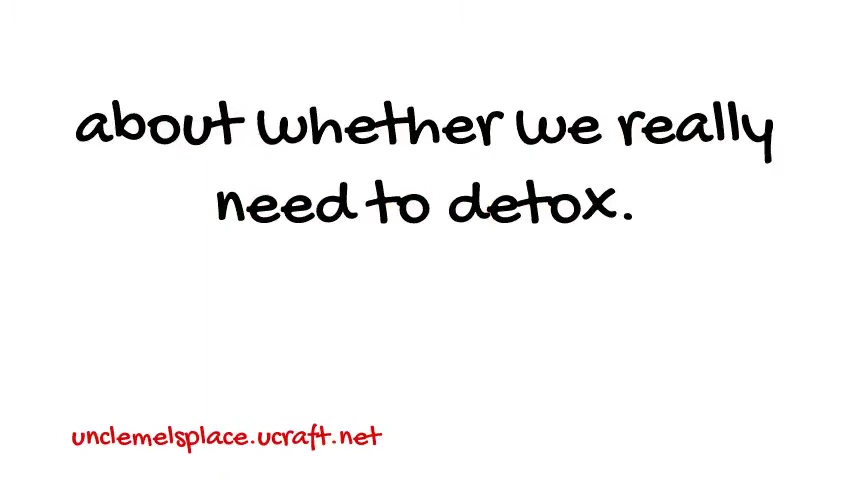 about whether we really
need to detox.
unclemelsplace.ucraft.net